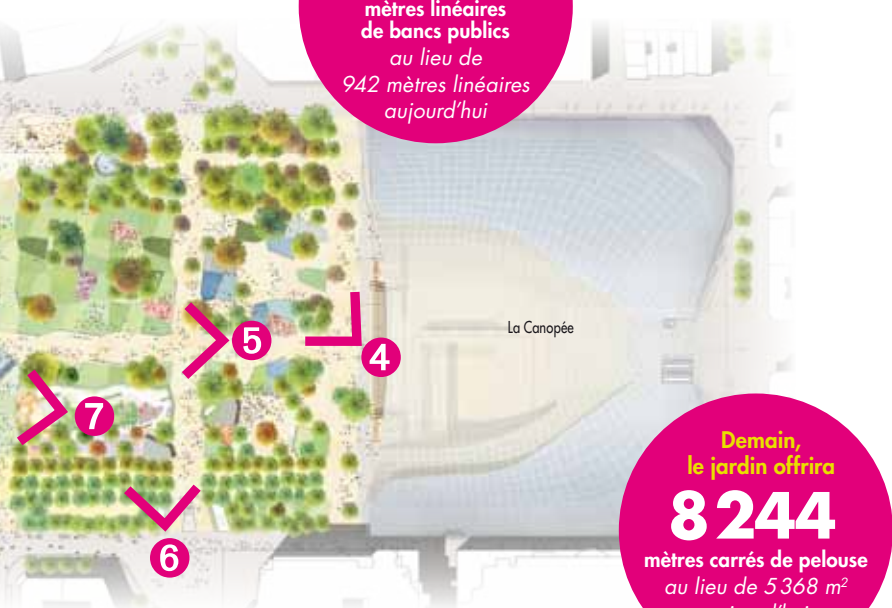 mètres linéaires
de bancs publics
au lieu de
942 mètres linéaires
aujourd'hui
La Canopée
5
4
7
6
Demain,
le jardin offrira
8 244
mètres carrés de pelouse
au lieu de 5 368 m²